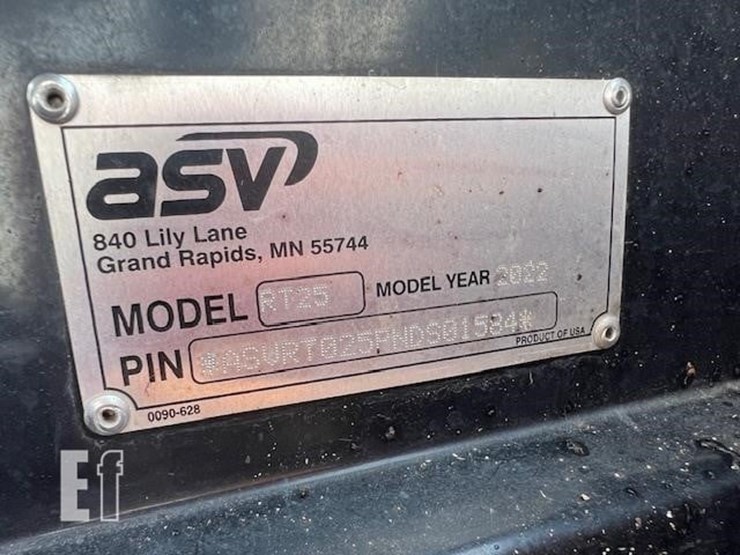 asv
840 Lily Lane
Grand Rapids, MN 55744
MODEL RT25 MODEL YEAR 2022
PIN *ASVRT025PNDS01584*
PRODUCT OF USA
0090-628
Ef